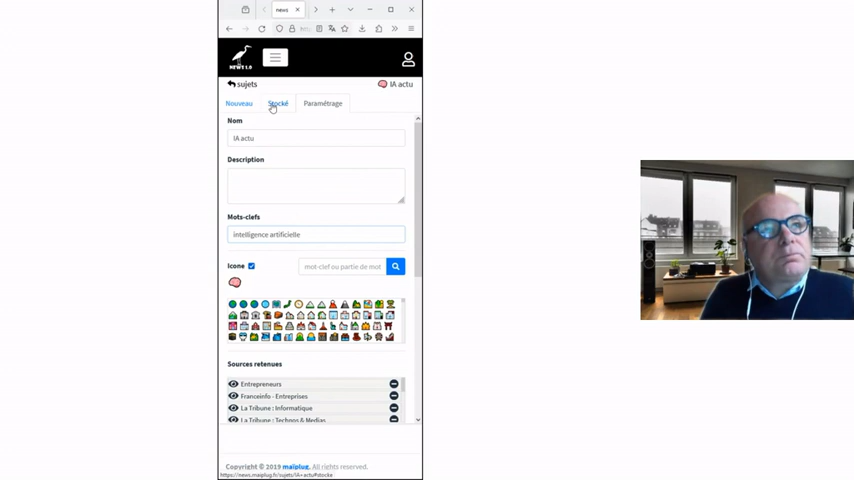 news
NEWS 1.0
sujets
IA actu
Nouveau
Stocké
Paramétrage
Nom
IA actu
Description
Mots-clefs
intelligence artificielle
Icone
mot-clef ou partie de mot
Sources retenues
Entrepreneurs
Franceinfo - Entreprises
La Tribune : Informatique
La Tribune : Technos & Medias
Copyright © 2019 maiplug. All rights reserved.
https://news.maiplug.fr/sujets/IA+actu#stocke